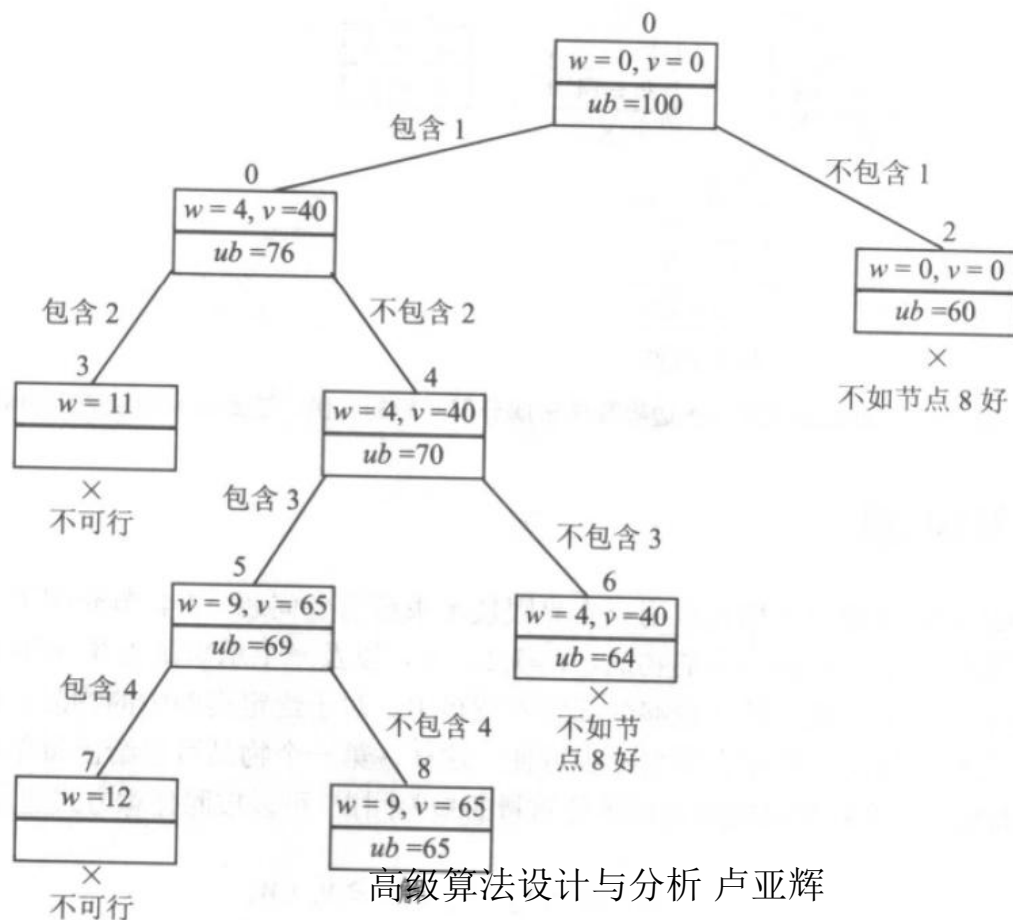 0
w = 0, v = 0
ub =100
包含 1
不包含 1
0
w = 4, v =40
ub =76
2
w = 0, v = 0
ub =60
×
不如节点 8 好
包含 2
不包含 2
3
w = 11
×
不可行
4
w = 4, v =40
ub =70
包含 3
不包含 3
5
w = 9, v = 65
ub =69
6
w = 4, v =40
ub =64
×
不如节
点 8 好
包含 4
不包含 4
7
w =12
×
不可行
8
w = 9, v = 65
ub =65
解
高级算法设计与分析 卢亚辉